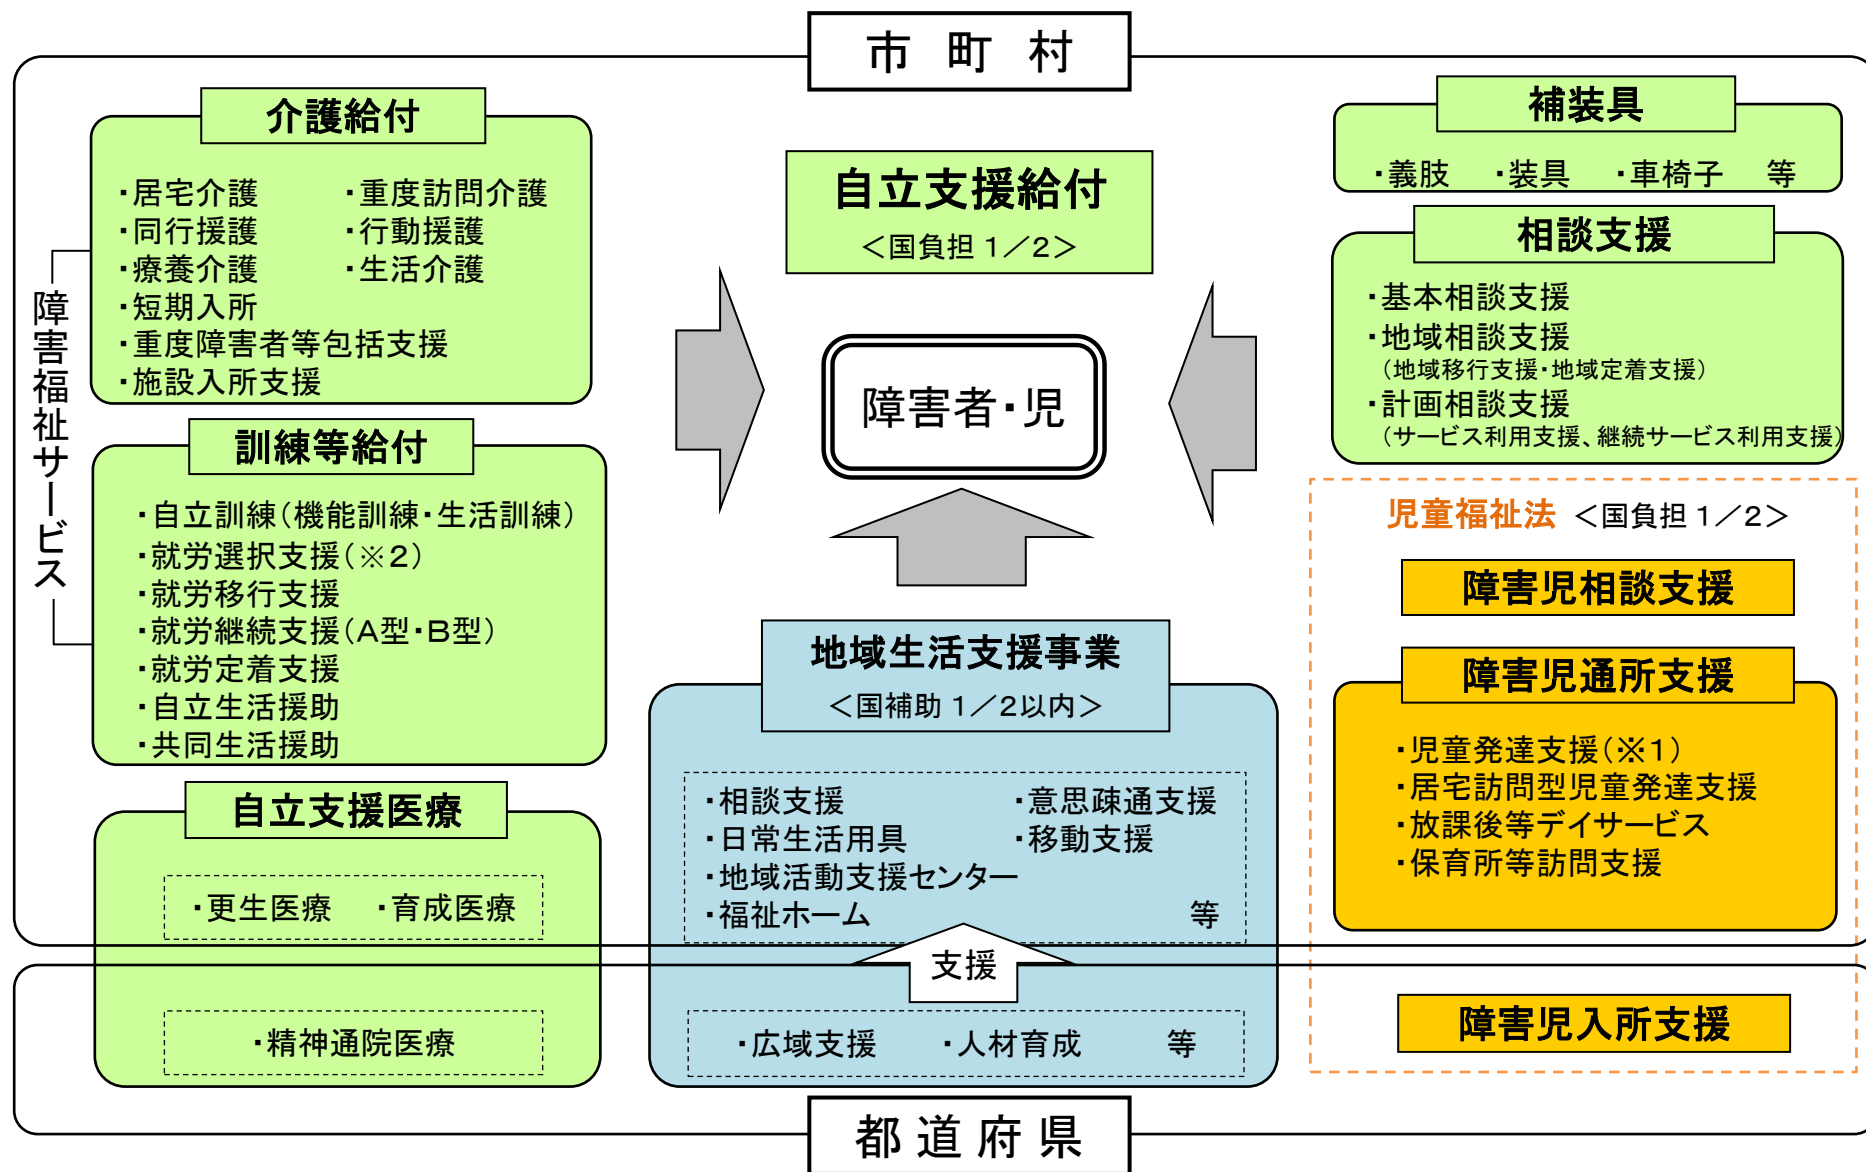 市 町 村
介護給付
・居宅介護 ・重度訪問介護
・同行援護 ・行動援護
・療養介護 ・生活介護
・短期入所
・重度障害者等包括支援
・施設入所支援
障害福祉サービス
訓練等給付
・自立訓練(機能訓練・生活訓練)
・就労選択支援(※2)
・就労移行支援
・就労継続支援(A型・B型)
・就労定着支援
・自立生活援助
・共同生活援助
自立支援医療
・更生医療 ・育成医療
・精神通院医療
自立支援給付
<国負担 1/2>
障害者・児
地域生活支援事業
<国補助 1/2以内>
・相談支援 ・意思疎通支援
・日常生活用具 ・移動支援
・地域活動支援センター
・福祉ホーム 等
支援
・広域支援 ・人材育成 等
補装具
・義肢 ・装具 ・車椅子 等
相談支援
・基本相談支援
・地域相談支援
(地域移行支援・地域定着支援)
・計画相談支援
(サービス利用支援、継続サービス利用支援)
児童福祉法 <国負担 1/2>
障害児相談支援
障害児通所支援
・児童発達支援(※1)
・居宅訪問型児童発達支援
・放課後等デイサービス
・保育所等訪問支援
障害児入所支援
都 道 府 県